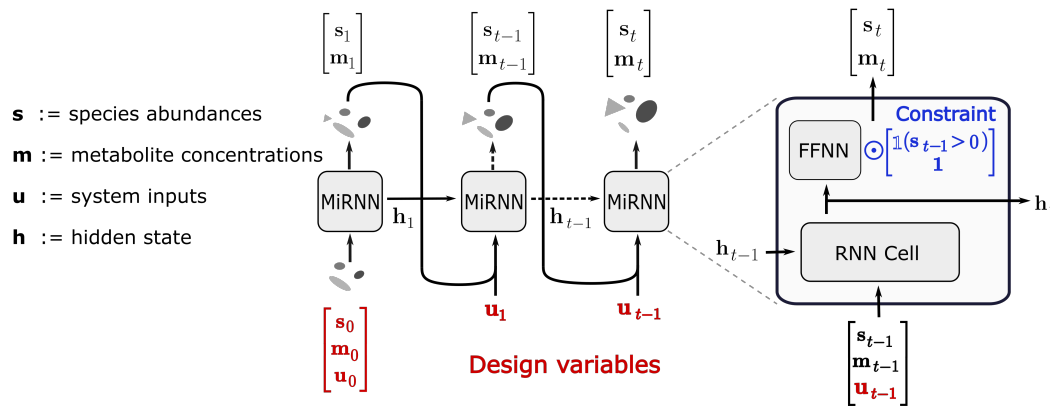 s₁
m₁
s := species abundances
m := metabolite concentrations
u := system inputs
h := hidden state
MiRNN
h₁
s₀
m₀
u₀
sₜ₋₁
mₜ₋₁
MiRNN
hₜ₋₁
u₁
sₜ
mₜ
MiRNN
uₜ₋₁
Design variables
sₜ
mₜ
Constraint
FFNN
⊙
𝟙(sₜ₋₁>0)
1
h
hₜ₋₁
RNN Cell
sₜ₋₁
mₜ₋₁
uₜ₋₁